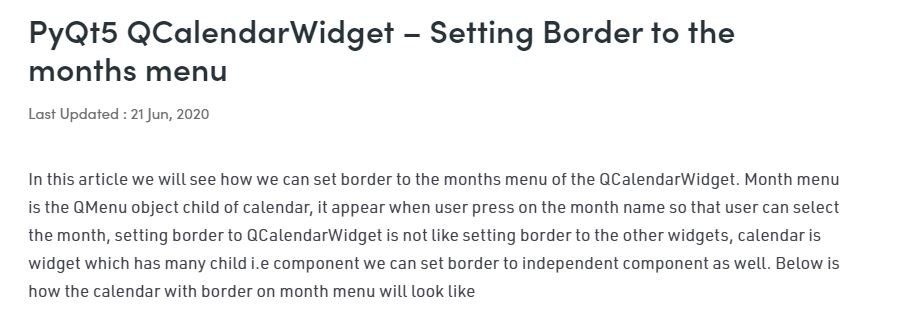 PyQt5 QCalendarWidget – Setting Border to the
months menu
Last Updated : 21 Jun, 2020
In this article we will see how we can set border to the months menu of the QCalendarWidget. Month menu
is the QMenu object child of calendar, it appear when user press on the month name so that user can select
the month, setting border to QCalendarWidget is not like setting border to the other widgets, calendar is
widget which has many child i.e component we can set border to independent component as well. Below is
how the calendar with border on month menu will look like